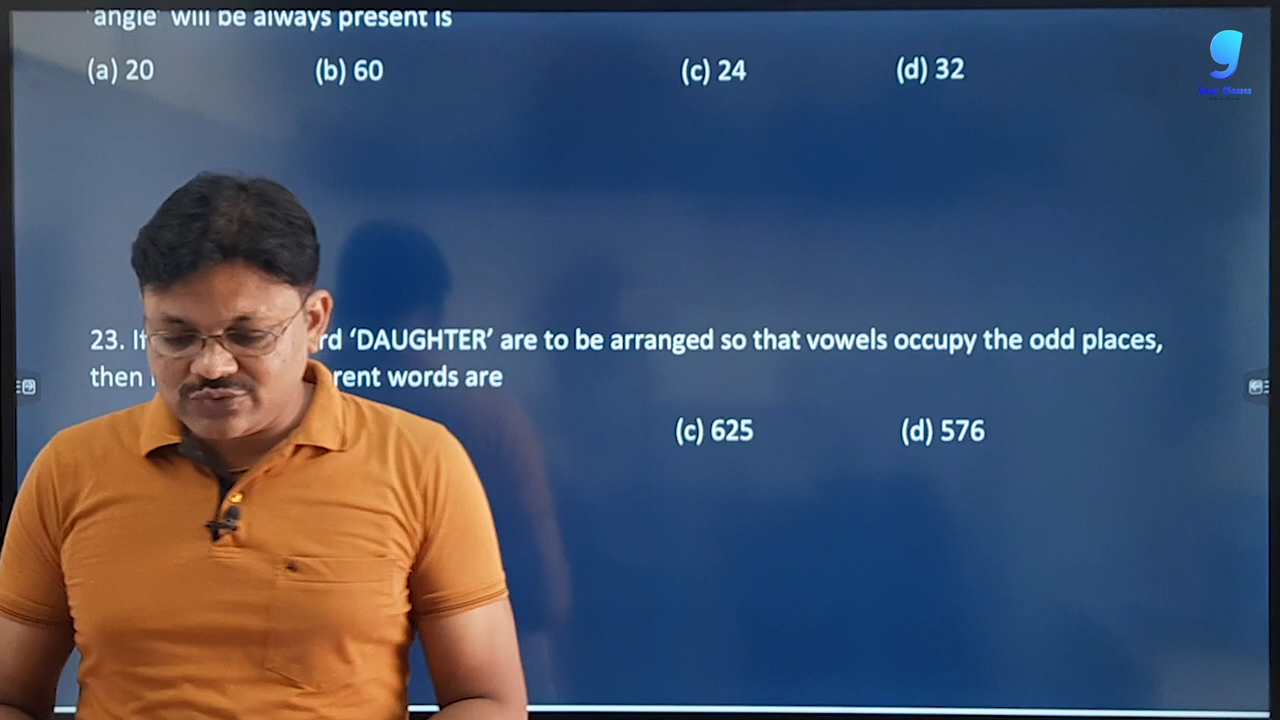 'angle' will be always present is
(a) 20 (b) 60 (c) 24 (d) 32
g
23. If rd ‘DAUGHTER’ are to be arranged so that vowels occupy the odd places,
then rent words are
(c) 625 (d) 576